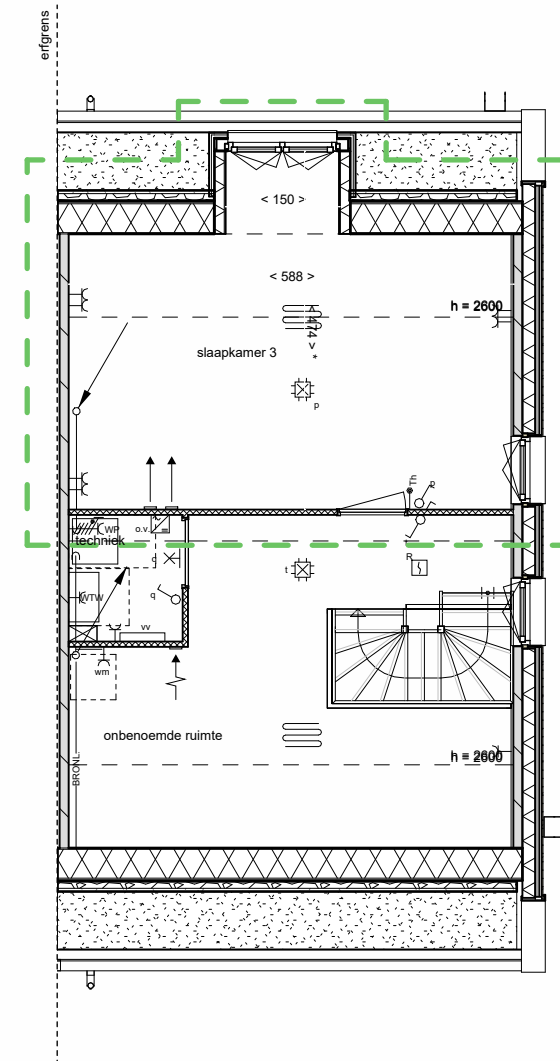 erfgrens
< 150 >
< 588 >
h = 2600
< 474 > *
slaapkamer 3
p
Th
p
o.v.
WP
techniek
c
R
t
WTW
q
vv
wm
onbenoemde ruimte
h = 2600
BRONL.